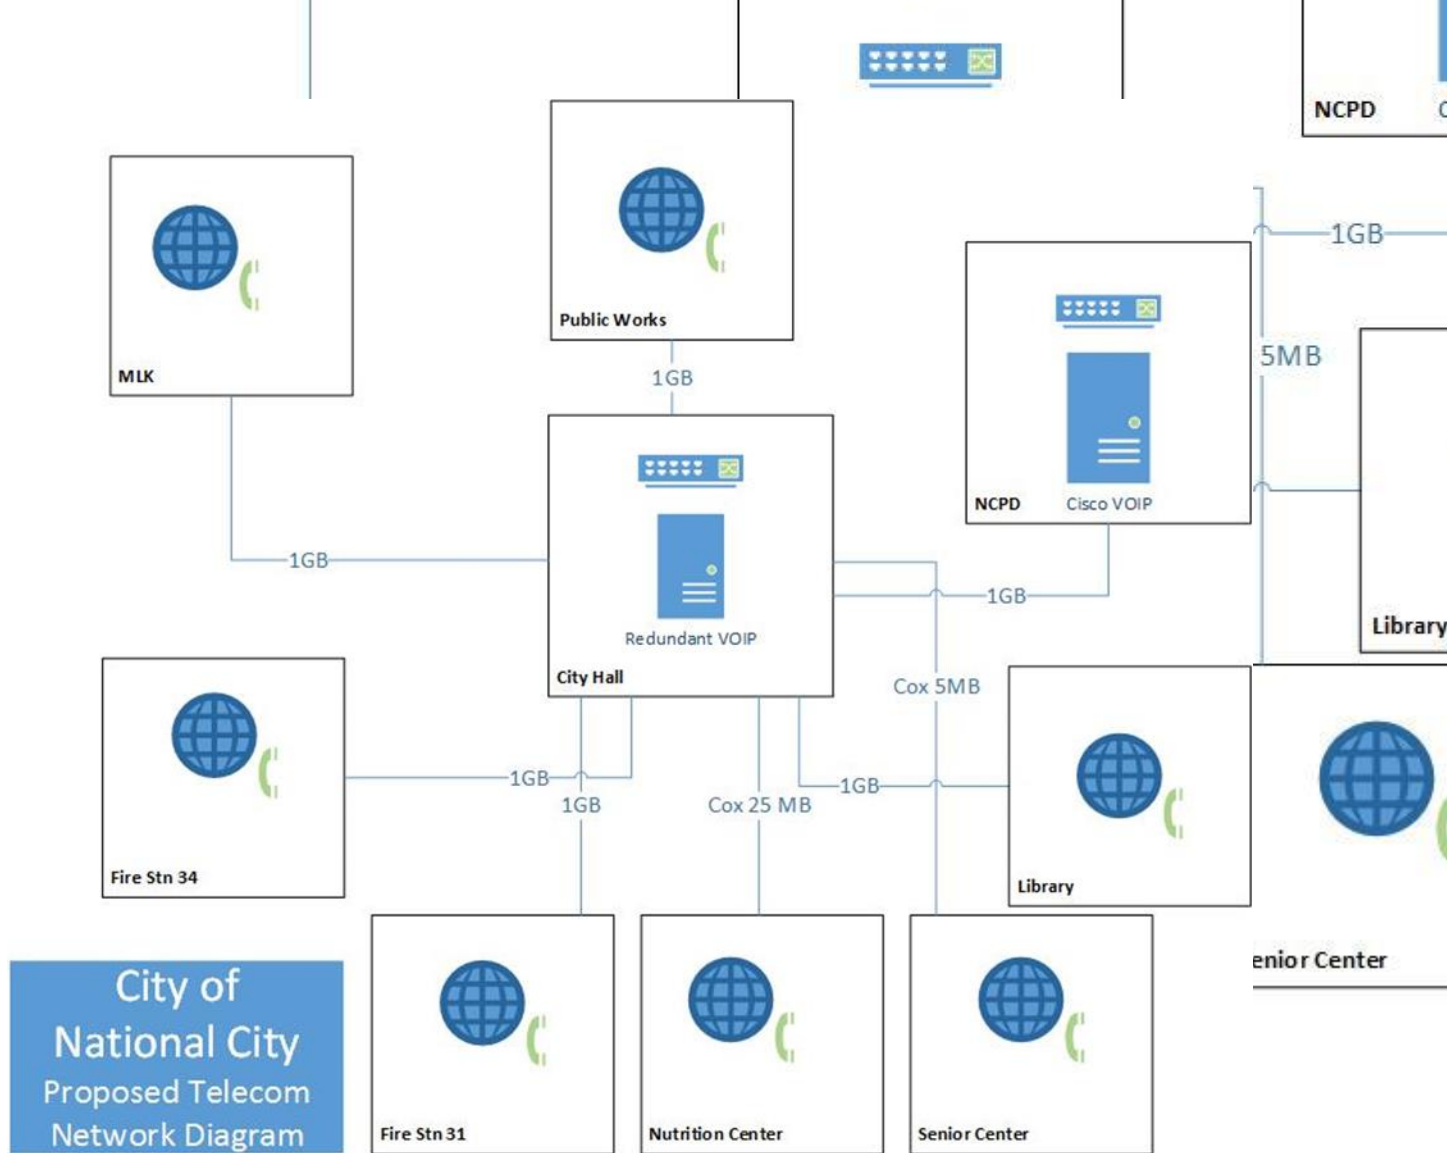 NCPD
MLK
Public Works
1GB
1GB
5MB
NCPD
Cisco VOIP
1GB
1GB
Redundant VOIP
City Hall
Library
Cox 5MB
1GB
1GB
Cox 25 MB
1GB
Fire Stn 34
Library
enior Center
City of
National City
Proposed Telecom
Network Diagram
Fire Stn 31
Nutrition Center
Senior Center